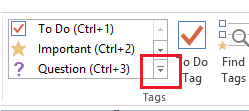 To Do (Ctrl+1)
Important (Ctrl+2)
Question (Ctrl+3)
To Do
Tag
Find
Tags
Tags